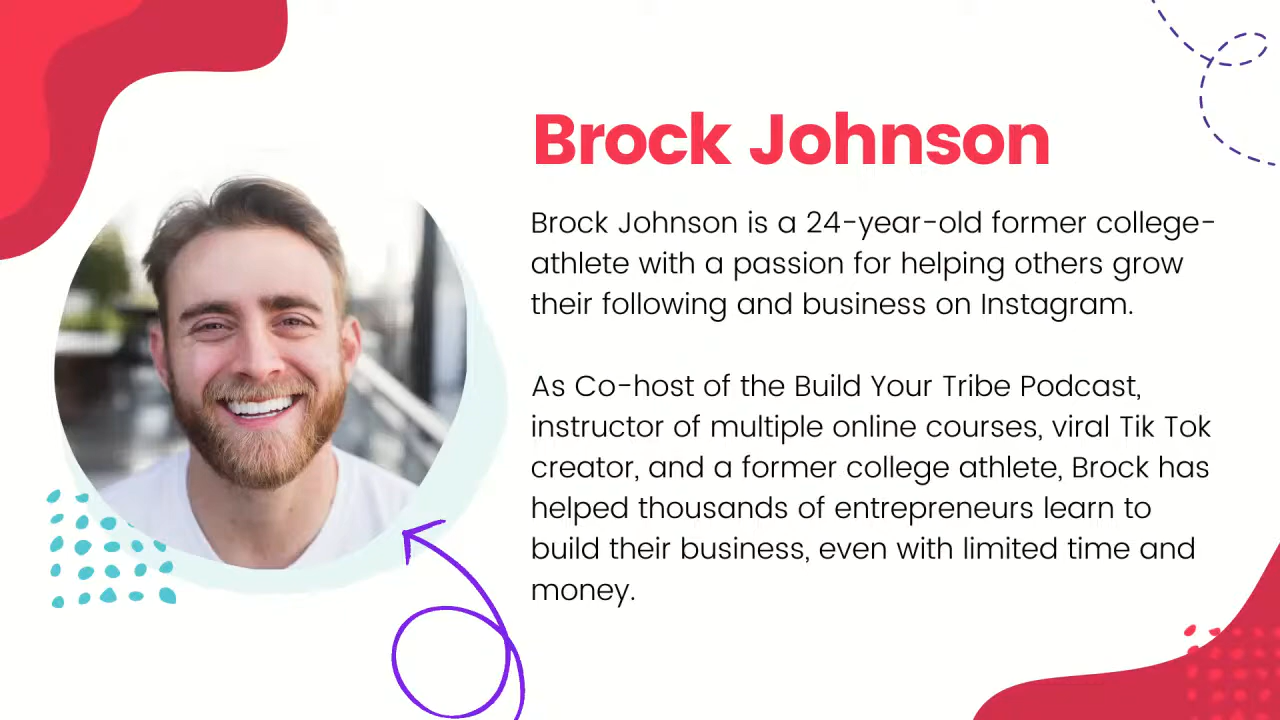 Brock Johnson
Brock Johnson is a 24-year-old former college-
athlete with a passion for helping others grow
their following and business on Instagram.
As Co-host of the Build Your Tribe Podcast,
instructor of multiple online courses, viral Tik Tok
creator, and a former college athlete, Brock has
helped thousands of entrepreneurs learn to
build their business, even with limited time and
money.